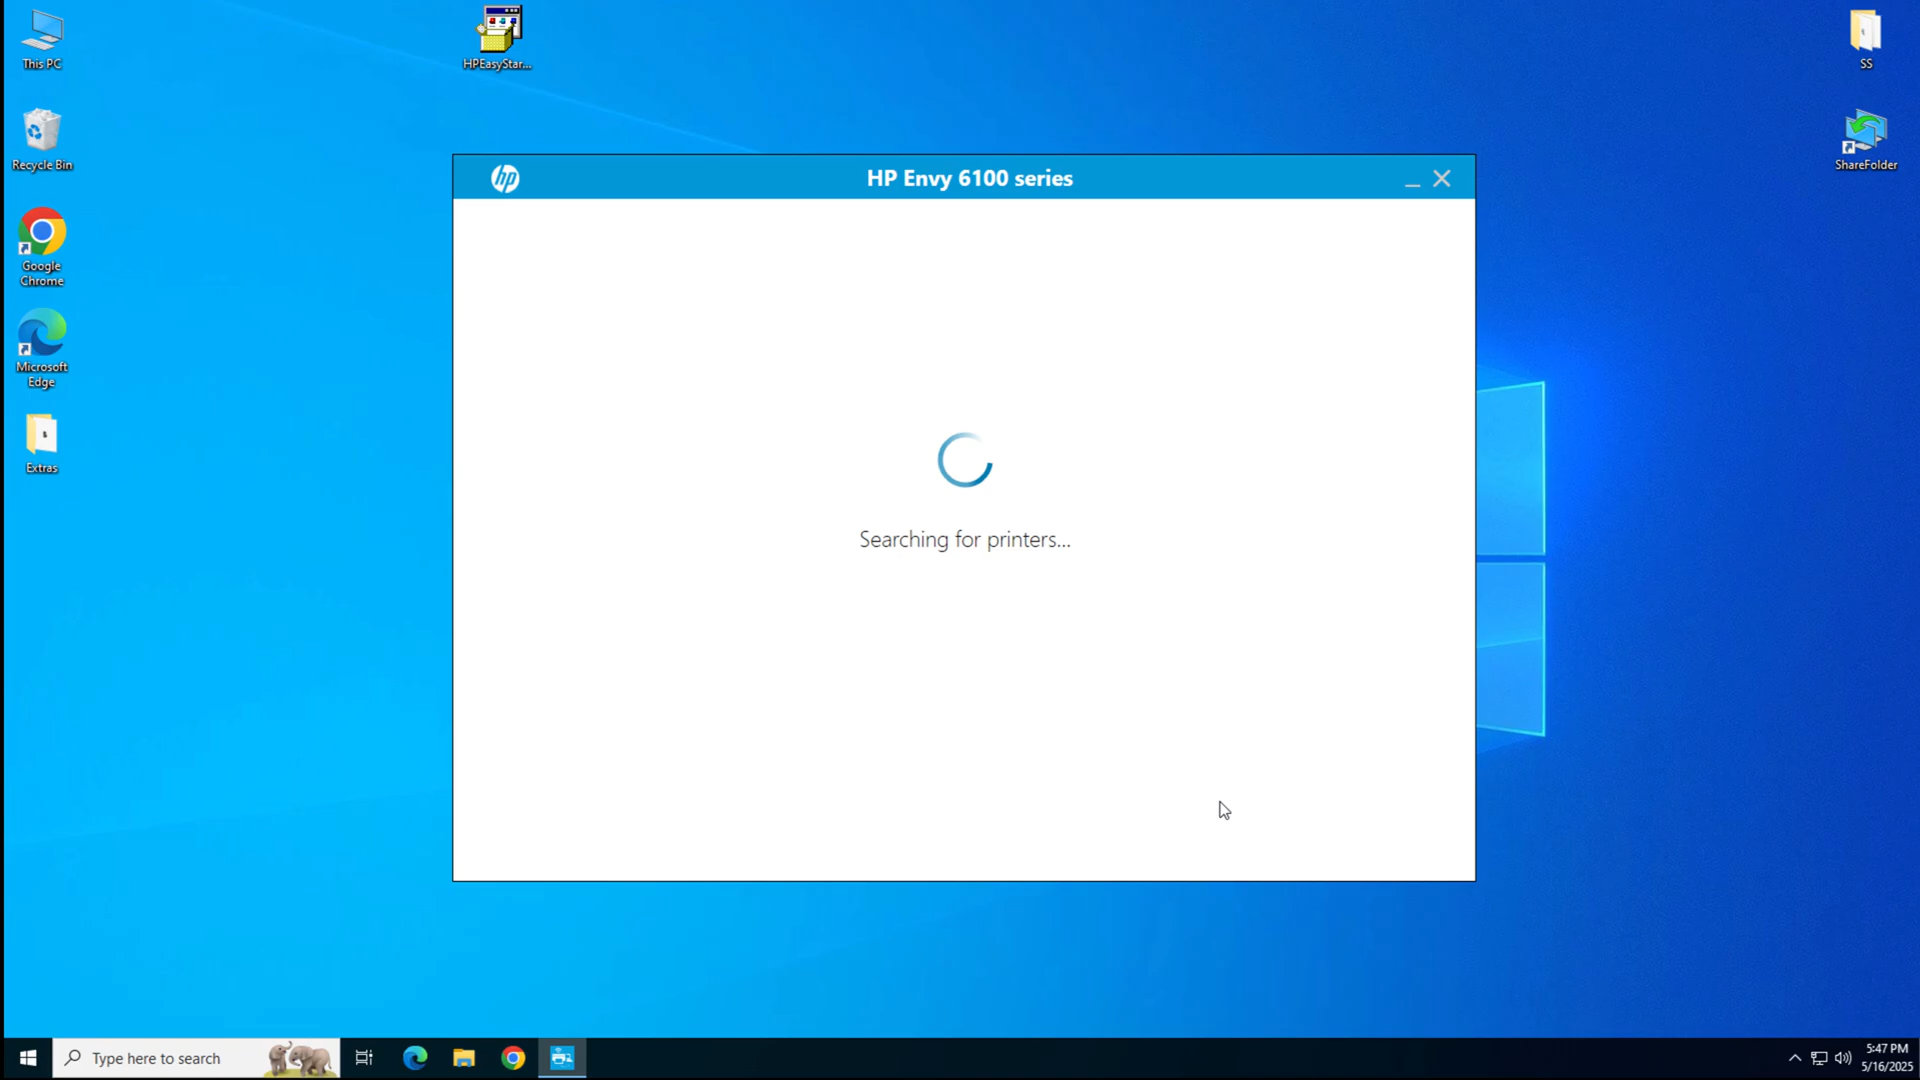 This PC
HPEasyStar...
SS
Recycle Bin
ShareFolder
hp
HP Envy 6100 series
Google
Chrome
Microsoft
Edge
Extras
Searching for printers...
Type here to search
5:47 PM
5/16/2025